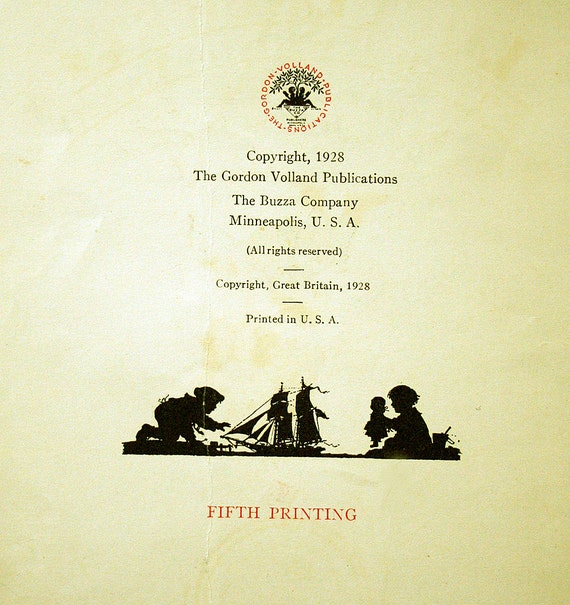 THE·GORDON·VOLLAND·PUBLICATIONS·
Copyright, 1928
The Gordon Volland Publications
The Buzza Company
Minneapolis, U. S. A.
(All rights reserved)
Copyright, Great Britain, 1928
Printed in U. S. A.
FIFTH PRINTING